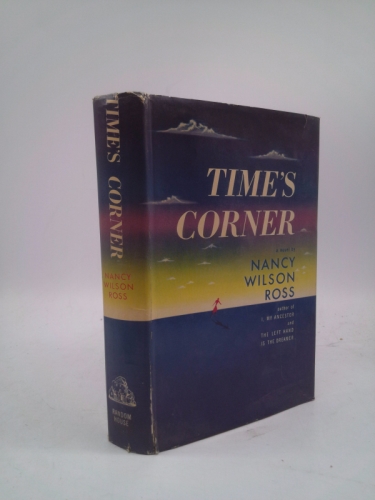 TIME'S CORNER
NANCY
WILSON
ROSS
RANDOM
HOUSE
TIME'S
CORNER
a novel by
NANCY
WILSON
ROSS
author of
I, MY ANCESTOR
and
THE LEFT HAND
IS THE DREAMER